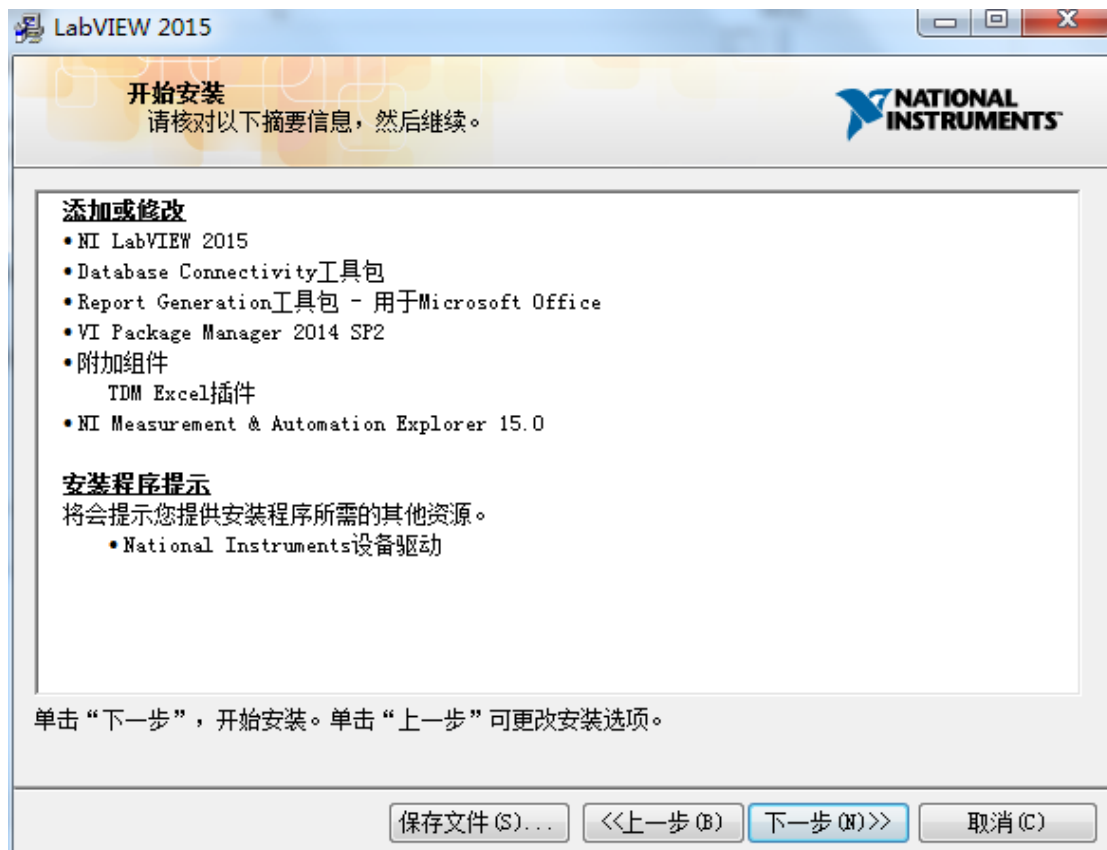 LabVIEW 2015
开始安装
请核对以下摘要信息，然后继续。
NATIONAL
INSTRUMENTS™
添加或修改
•NI LabVIEW 2015
•Database Connectivity工具包
•Report Generation工具包 - 用于Microsoft Office
•VI Package Manager 2014 SP2
•附加组件
TDM Excel插件
•NI Measurement & Automation Explorer 15.0
安装程序提示
将会提示您提供安装程序所需的其他资源。
•National Instruments设备驱动
单击“下一步”，开始安装。单击“上一步”可更改安装选项。
保存文件(S)... <<上一步(B) 下一步(N)>> 取消(C)